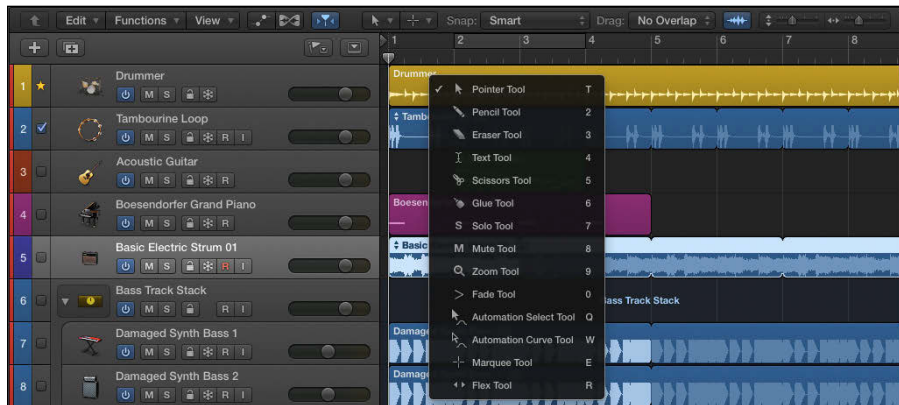 Edit Functions View Snap: Smart Drag: No Overlap
1 2 3 4 5 6 7 8
1 Drummer
M S
2 Tambourine Loop
M S R I
3 Acoustic Guitar
M S R
4 Boesendorfer Grand Piano
M S R
5 Basic Electric Strum 01
M S R I
6 Bass Track Stack
M S R I
7 Damaged Synth Bass 1
M S R I
8 Damaged Synth Bass 2
M S R I
Drummer
Tamb
Boesen
Basic
Bass Track Stack
Damag
Damag
✓ Pointer Tool T
Pencil Tool 2
Eraser Tool 3
Text Tool 4
Scissors Tool 5
Glue Tool 6
S Solo Tool 7
M Mute Tool 8
Zoom Tool 9
Fade Tool 0
Automation Select Tool Q
Automation Curve Tool W
Marquee Tool E
Flex Tool R